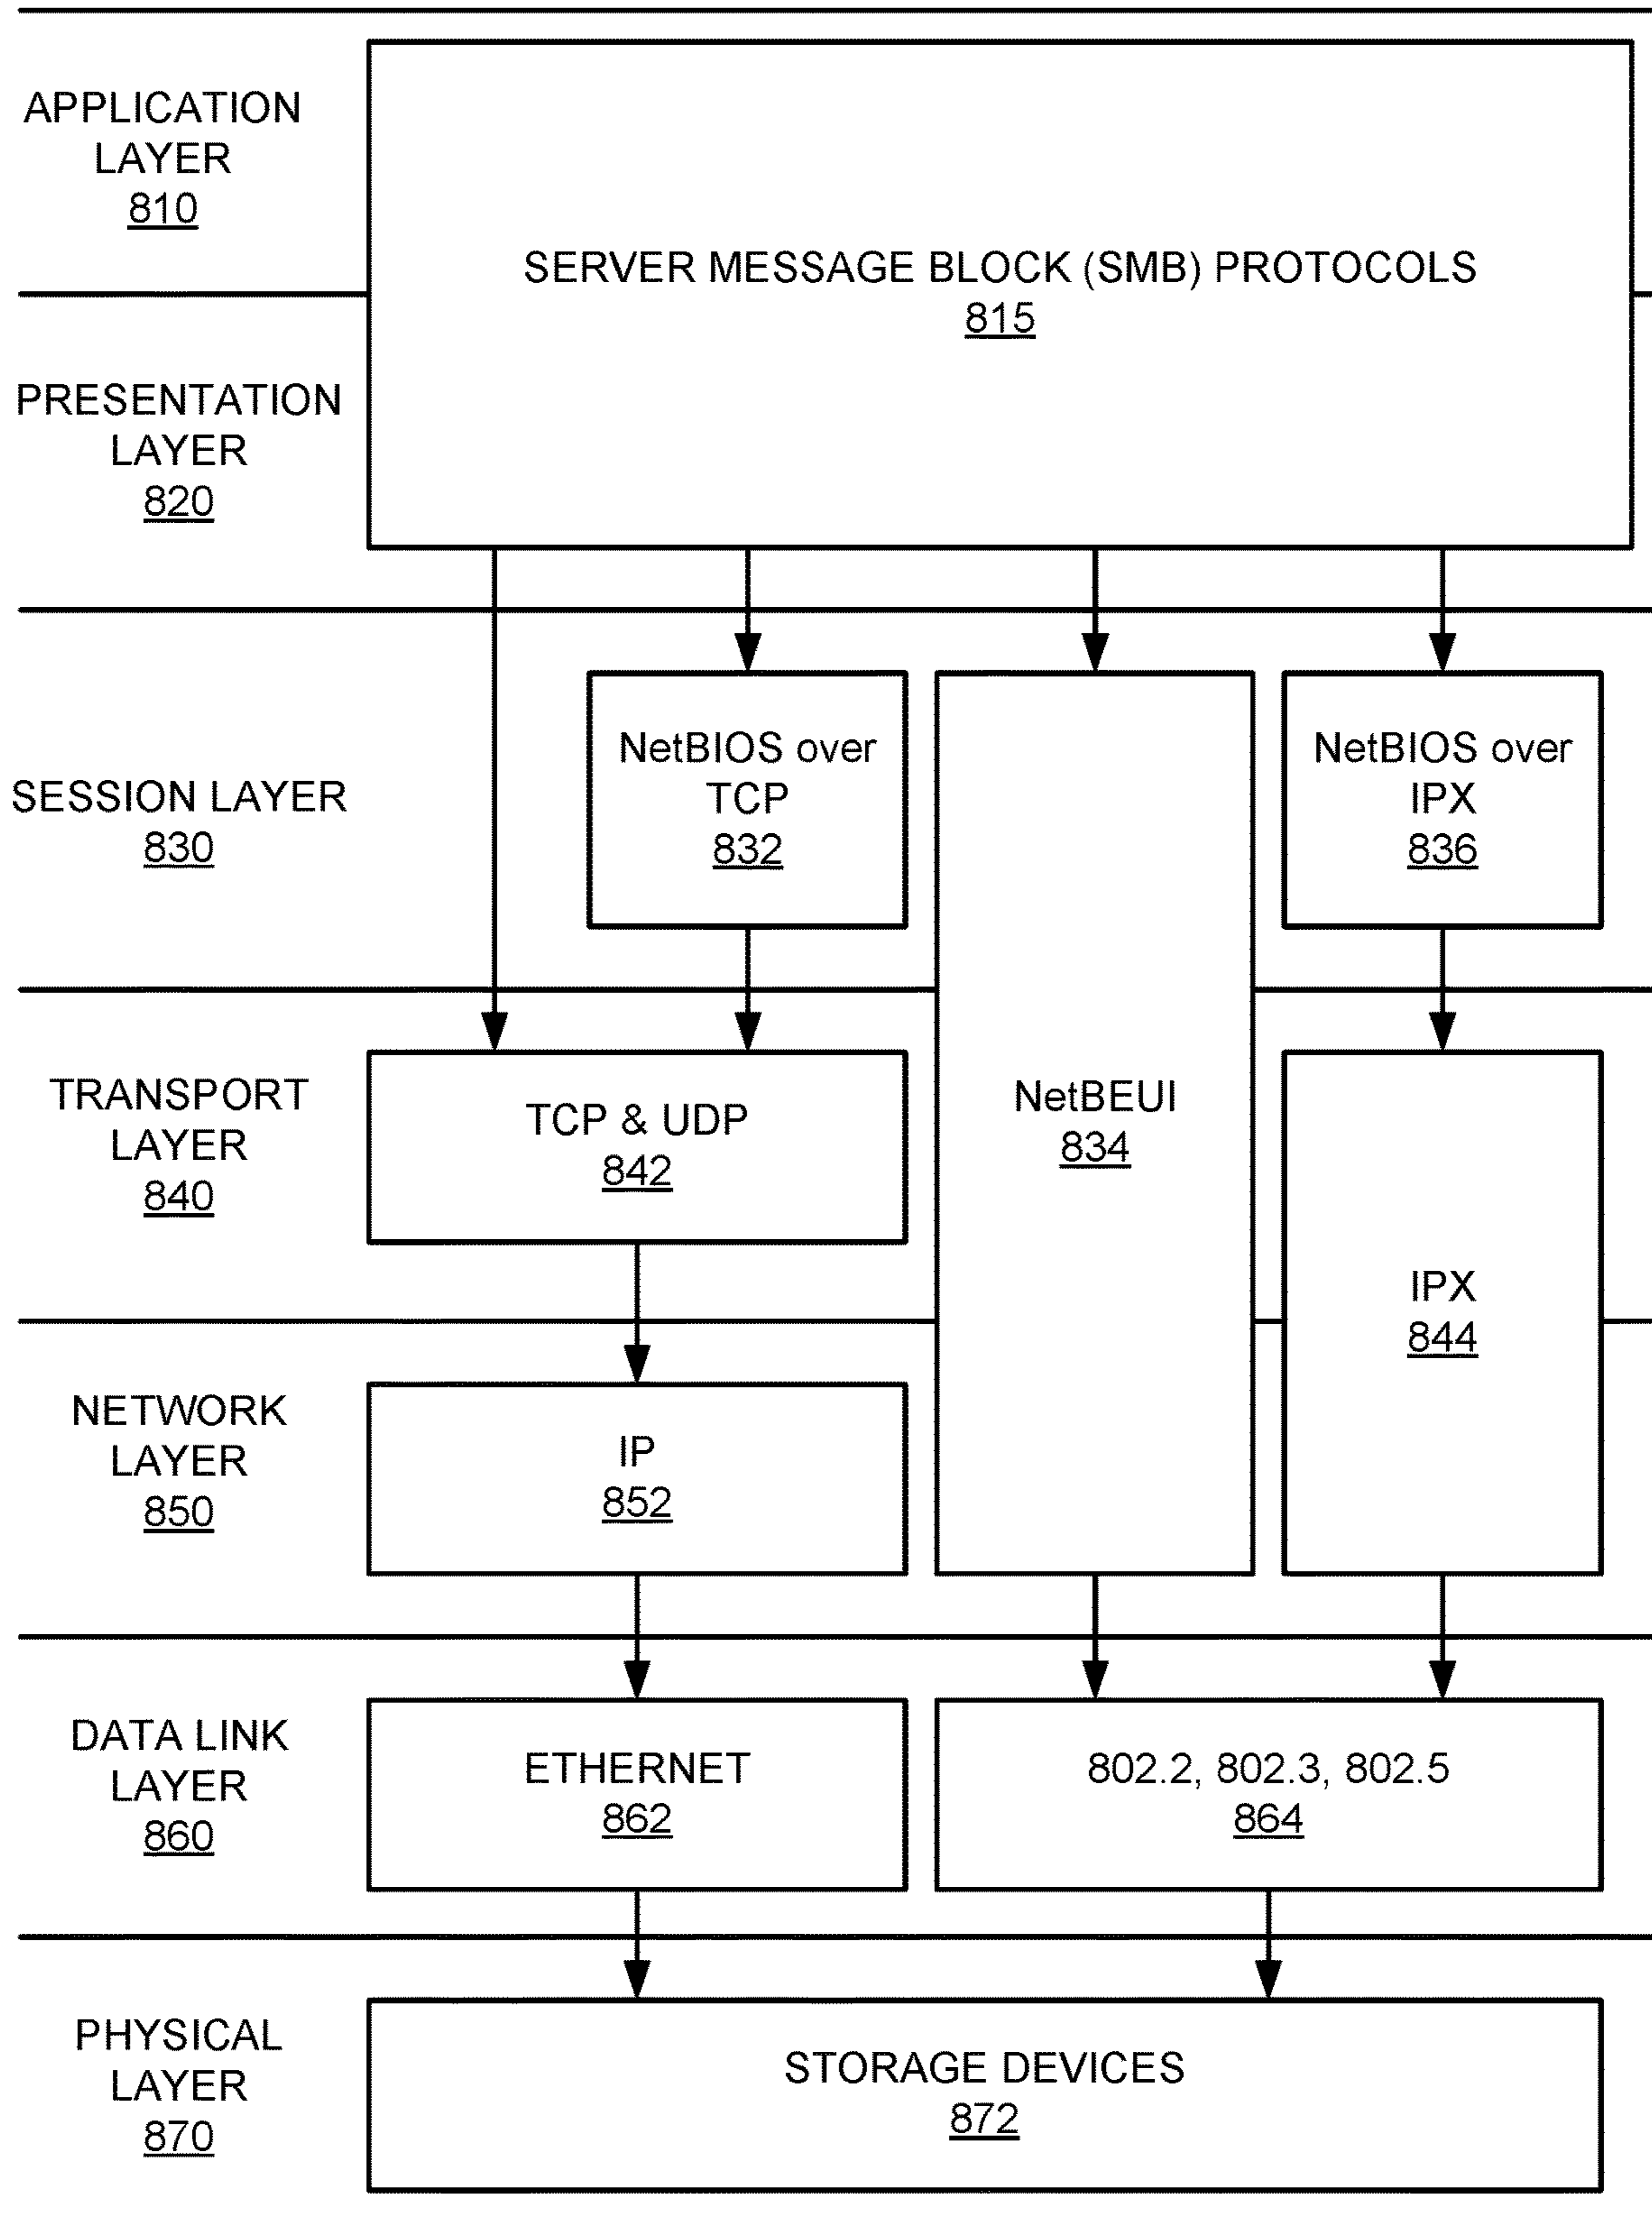 APPLICATION
LAYER
810
SERVER MESSAGE BLOCK (SMB) PROTOCOLS
815
PRESENTATION
LAYER
820
SESSION LAYER
830
NetBIOS over
TCP
832
NetBIOS over
IPX
836
TRANSPORT
LAYER
840
TCP & UDP
842
NetBEUI
834
IPX
844
NETWORK
LAYER
850
IP
852
DATA LINK
LAYER
860
ETHERNET
862
802.2, 802.3, 802.5
864
PHYSICAL
LAYER
870
STORAGE DEVICES
872